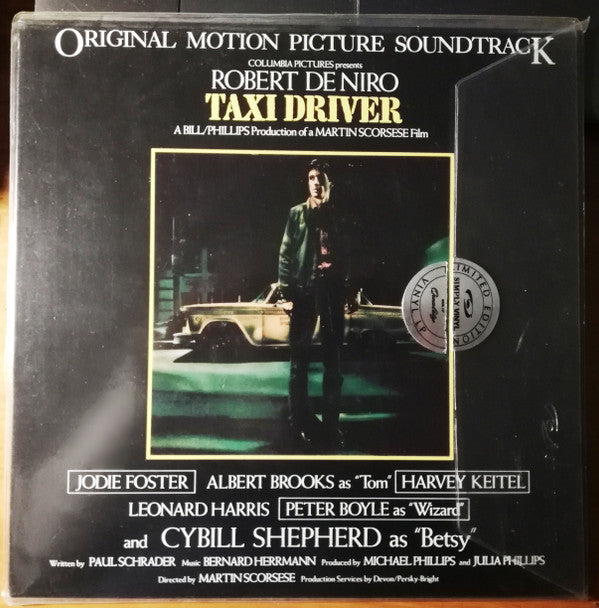 ORIGINAL MOTION PICTURE SOUNDTRACK
COLUMBIA PICTURES presents
ROBERT DE NIRO
TAXI DRIVER
A BILL/PHILLIPS Production of a MARTIN SCORSESE Film
LIMITED EDITION
SIMPLY VINYL
VINYL LP
JODIE FOSTER ALBERT BROOKS as "Tom" HARVEY KEITEL
LEONARD HARRIS PETER BOYLE as "Wizard"
and CYBILL SHEPHERD as "Betsy"
Written by PAUL SCHRADER Music BERNARD HERRMANN Produced by MICHAEL PHILLIPS and JULIA PHILLIPS
Directed by MARTIN SCORSESE Production Services by Devon/Persky-Bright